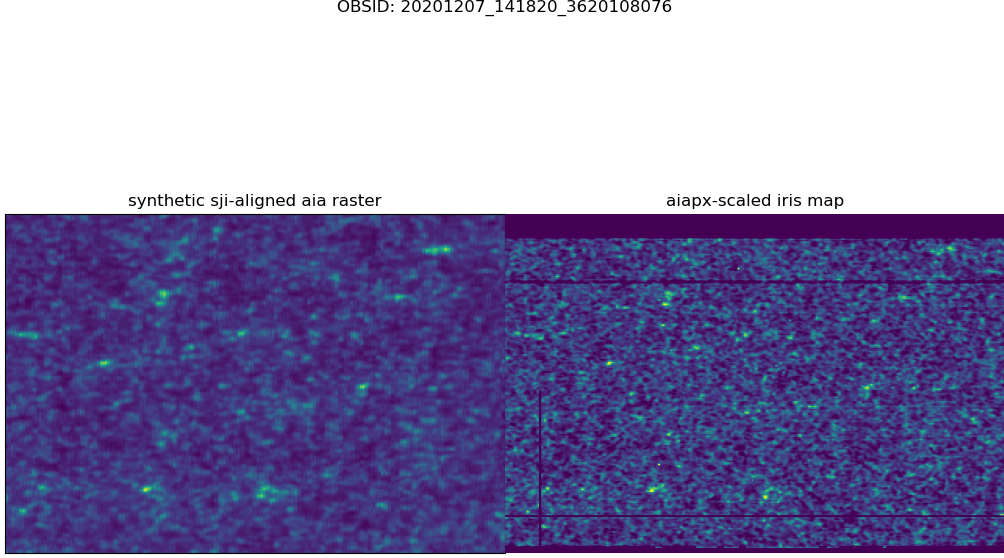 OBSID: 20201207_141820_3620108076
synthetic sji-aligned aia raster
aiapx-scaled iris map